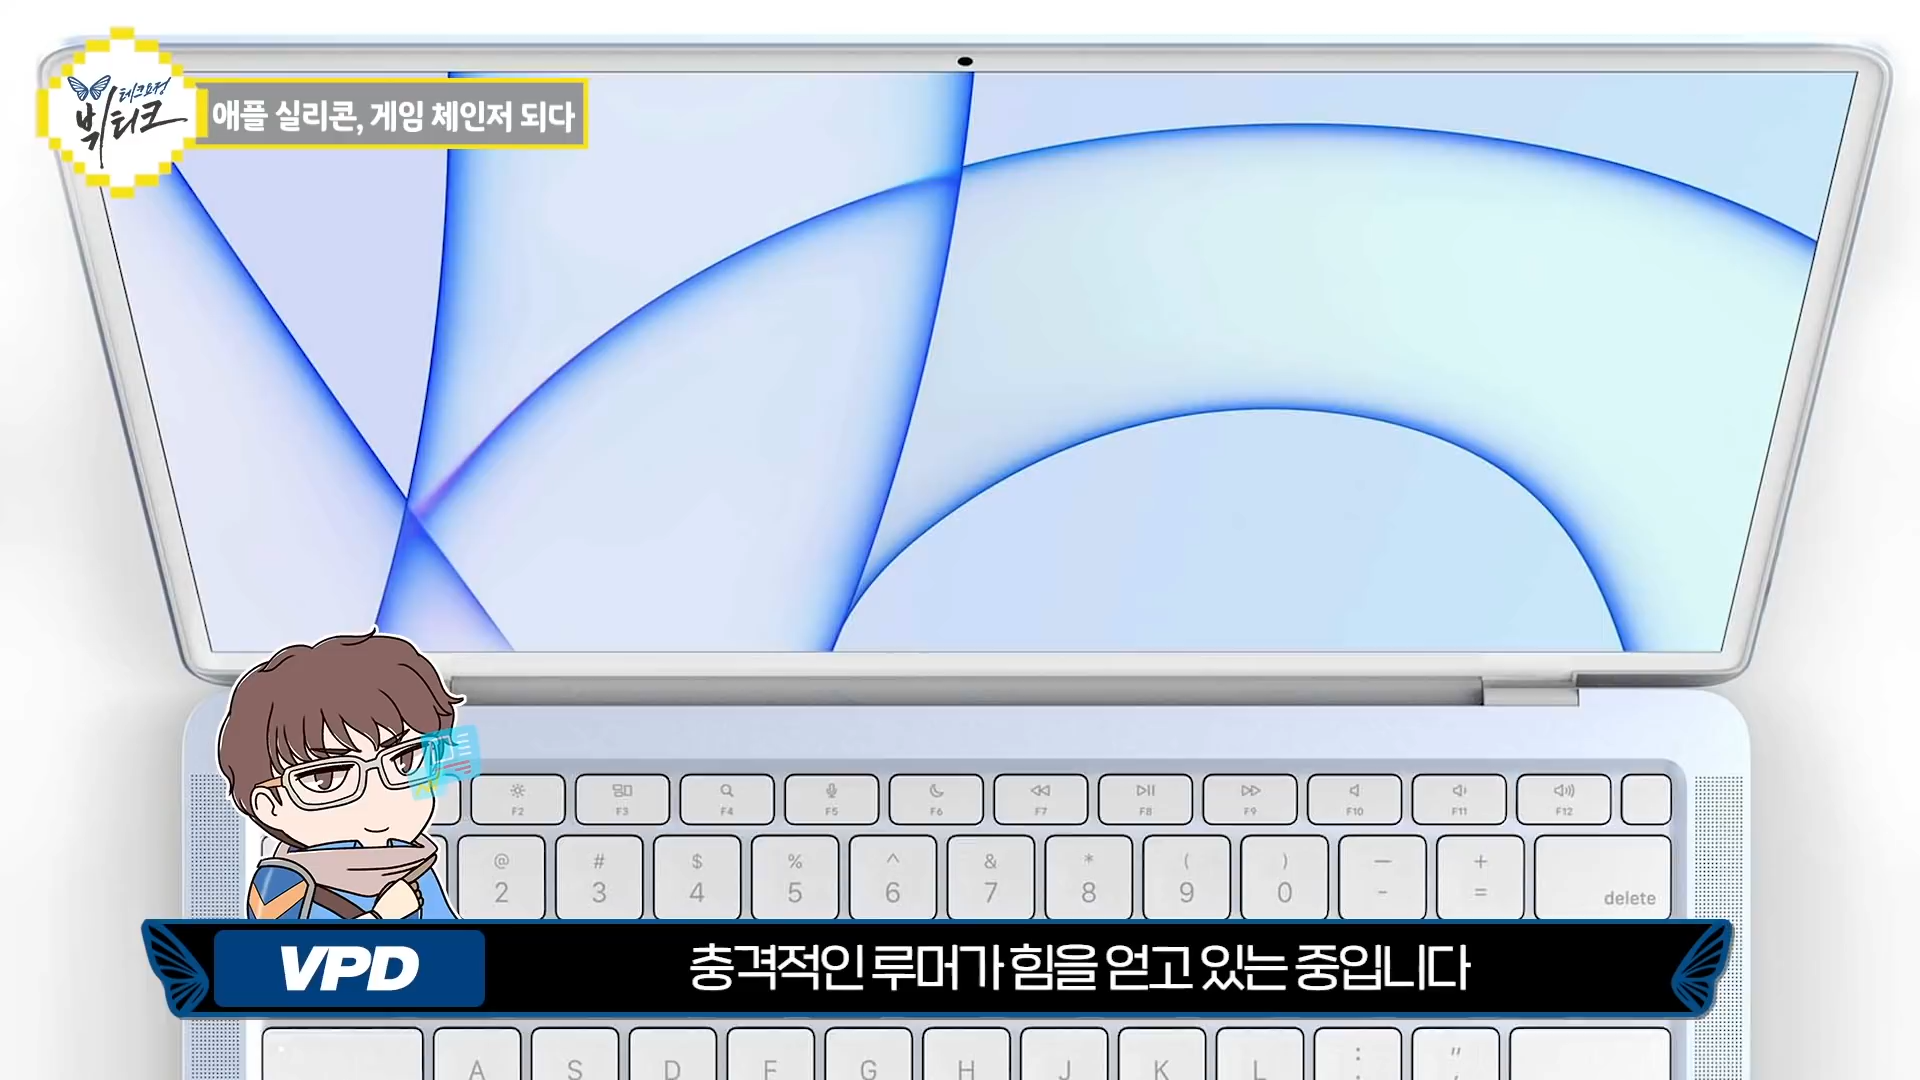 테크요정
빅테크
애플 실리콘, 게임 체인저 되다
F2 F3 F4 F5 F6 F7 F8 F9 F10 F11 F12
@ # $ % ^ & * ( ) — +
2 3 4 5 6 7 8 9 0 - =
delete
VPD
충격적인 루머가 힘을 얻고 있는 중입니다
A S D F G H J K L : "
; '